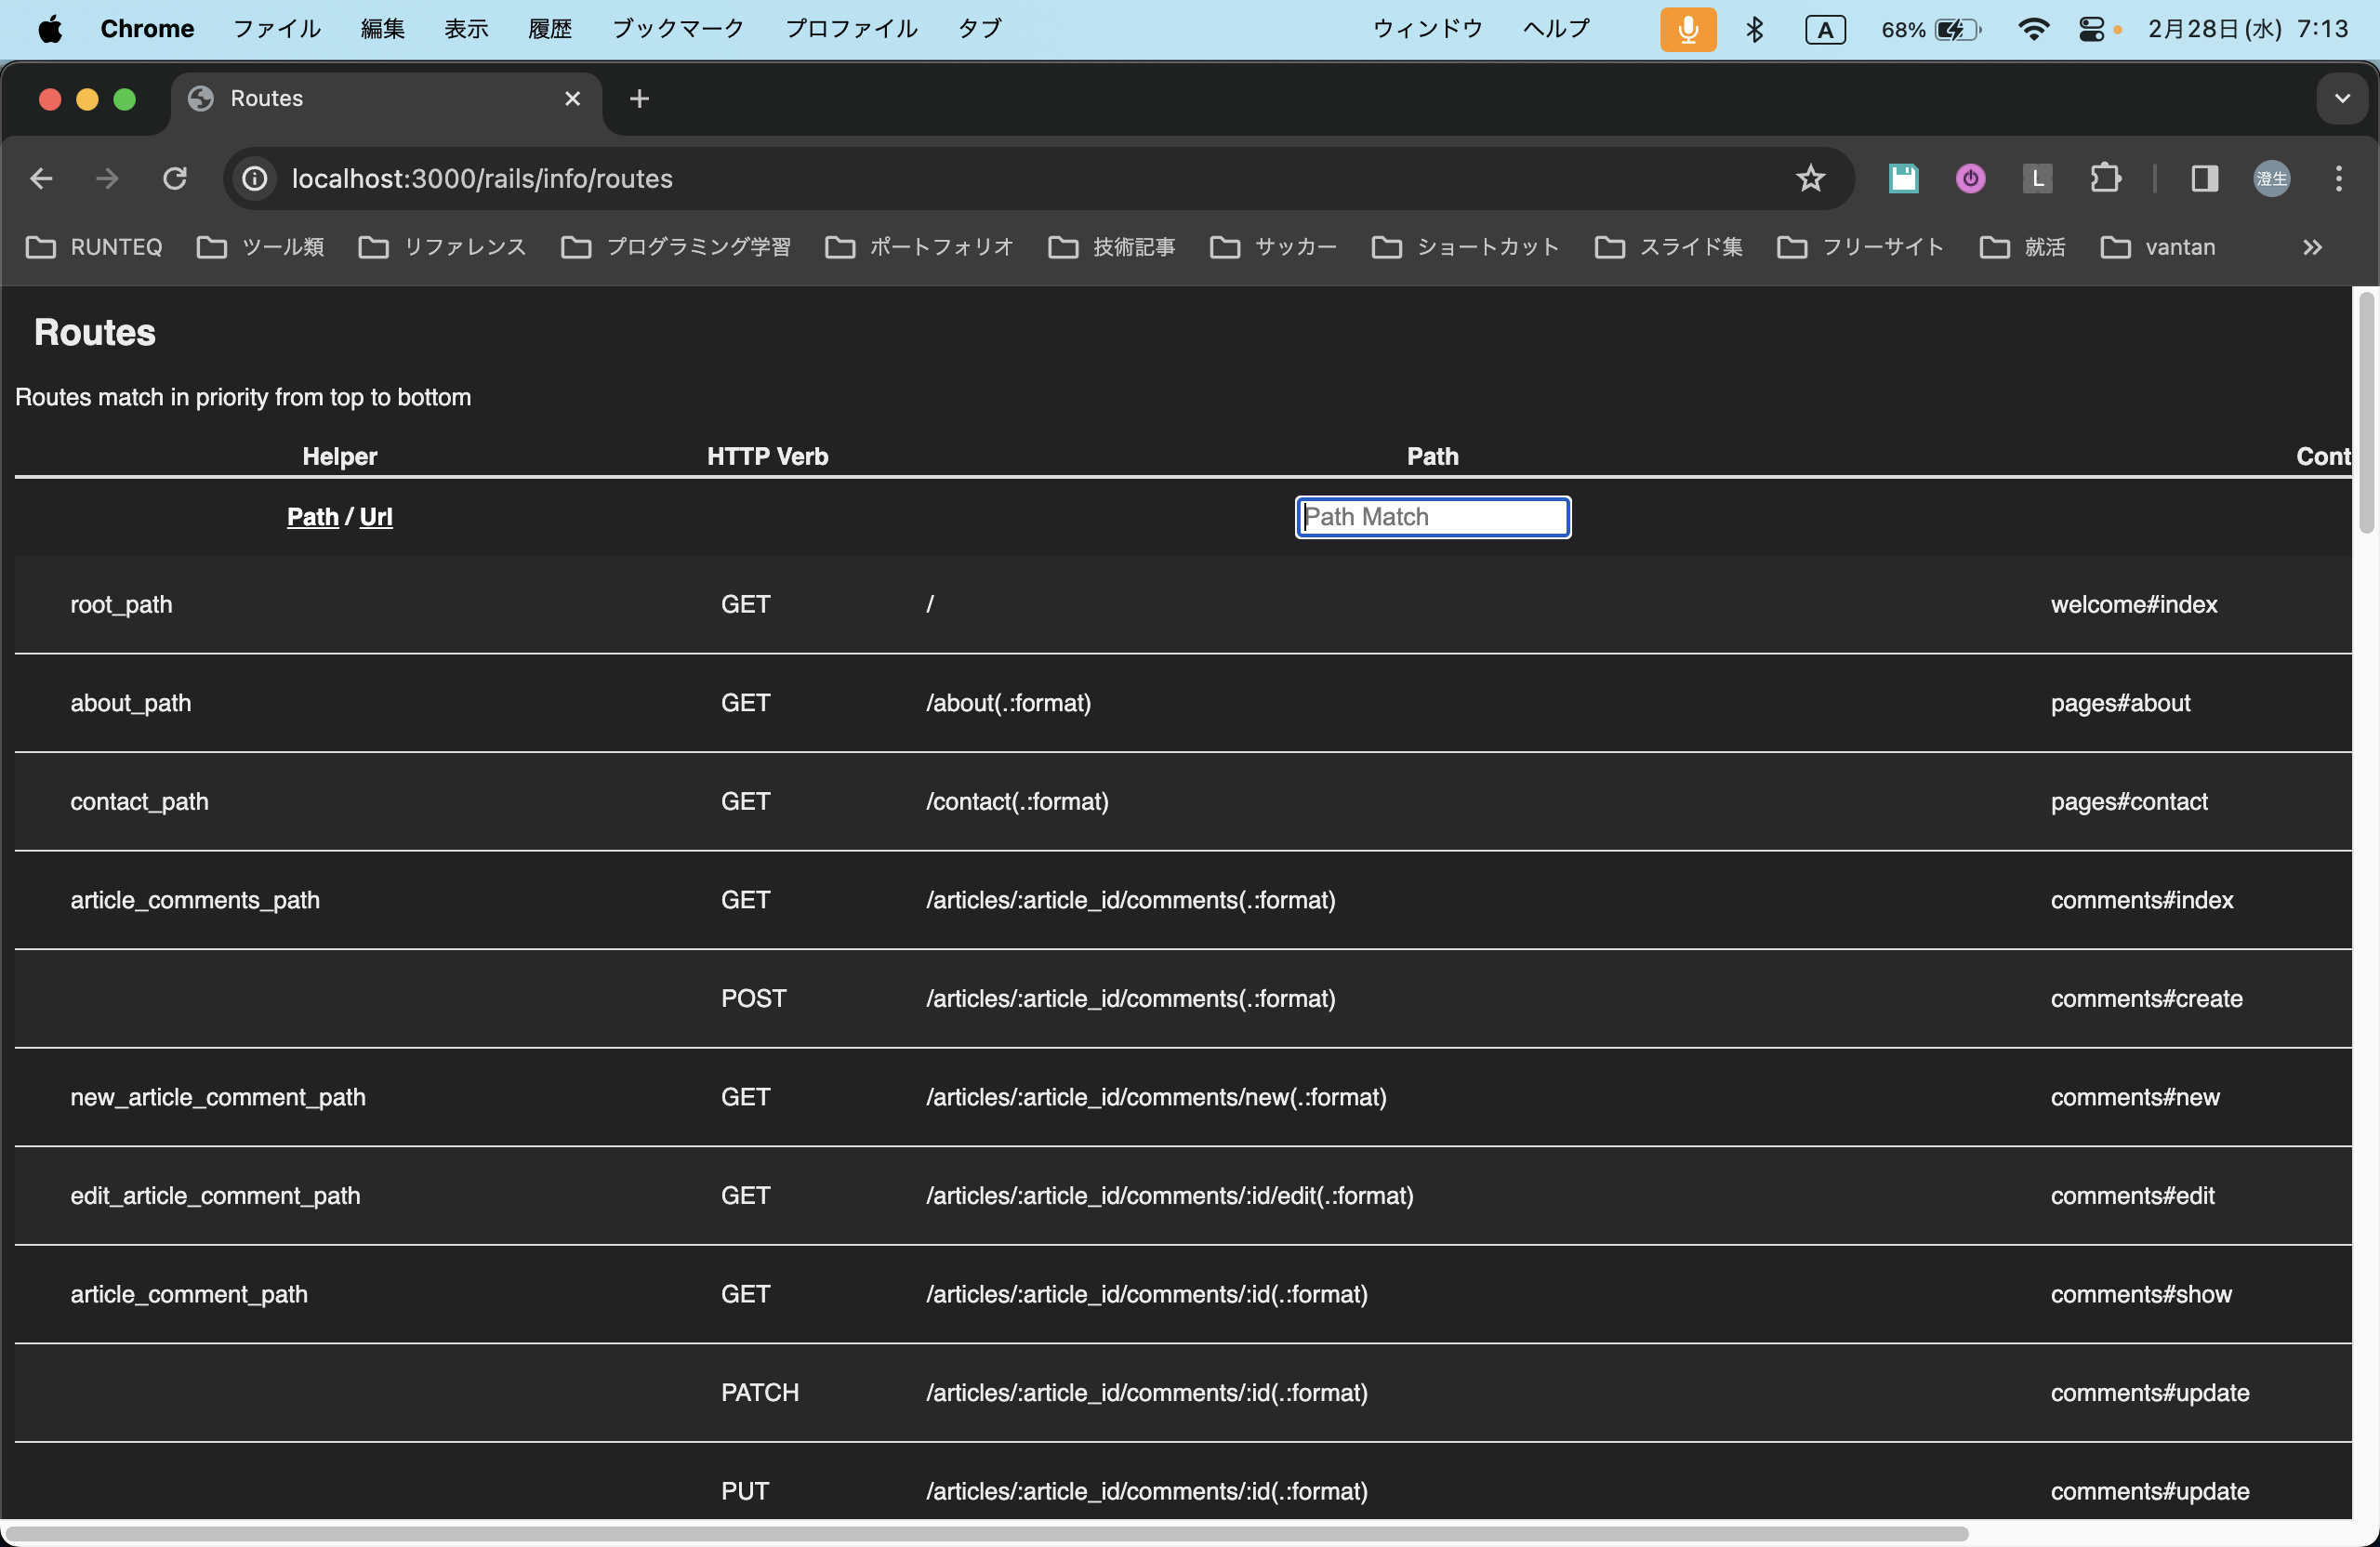 Chrome ファイル 編集 表示 履歴 ブックマーク プロファイル タブ ウィンドウ ヘルプ A 68% 2月28日(水) 7:13
Routes
localhost:3000/rails/info/routes L 澄生
RUNTEQ ツール類 リファレンス プログラミング学習 ポートフォリオ 技術記事 サッカー ショートカット スライド集 フリーサイト 就活 vantan »
Routes
Routes match in priority from top to bottom
Helper HTTP Verb Path Cont
Path / Url Path Match
root_path GET / welcome#index
about_path GET /about(.:format) pages#about
contact_path GET /contact(.:format) pages#contact
article_comments_path GET /articles/:article_id/comments(.:format) comments#index
POST /articles/:article_id/comments(.:format) comments#create
new_article_comment_path GET /articles/:article_id/comments/new(.:format) comments#new
edit_article_comment_path GET /articles/:article_id/comments/:id/edit(.:format) comments#edit
article_comment_path GET /articles/:article_id/comments/:id(.:format) comments#show
PATCH /articles/:article_id/comments/:id(.:format) comments#update
PUT /articles/:article_id/comments/:id(.:format) comments#update